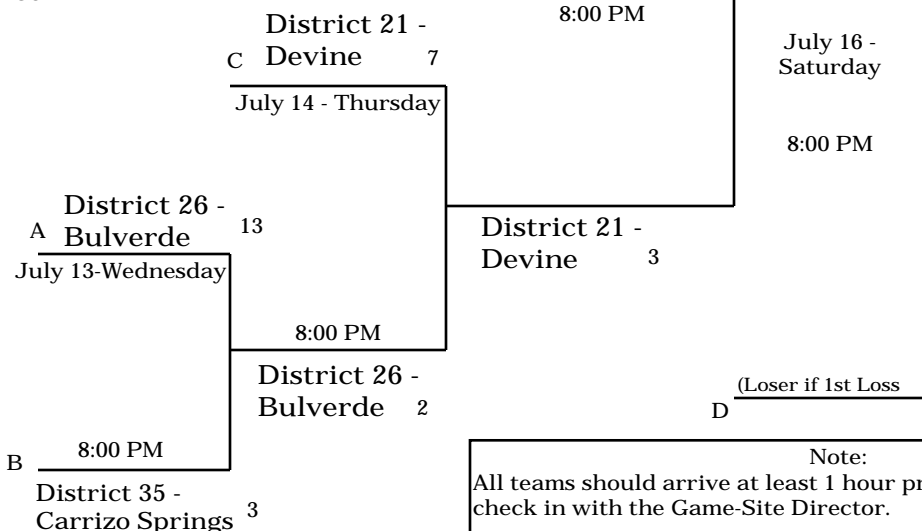 District 21 -
8:00 PM
C Devine 7
July 16 -
Saturday
July 14 - Thursday
8:00 PM
District 26 -
A Bulverde 13
District 21 -
Devine 3
July 13-Wednesday
8:00 PM
District 26 -
Bulverde 2
(Loser if 1st Loss
D
B 8:00 PM
Note:
All teams should arrive at least 1 hour pr
check in with the Game-Site Director.
District 35 -
Carrizo Springs 3